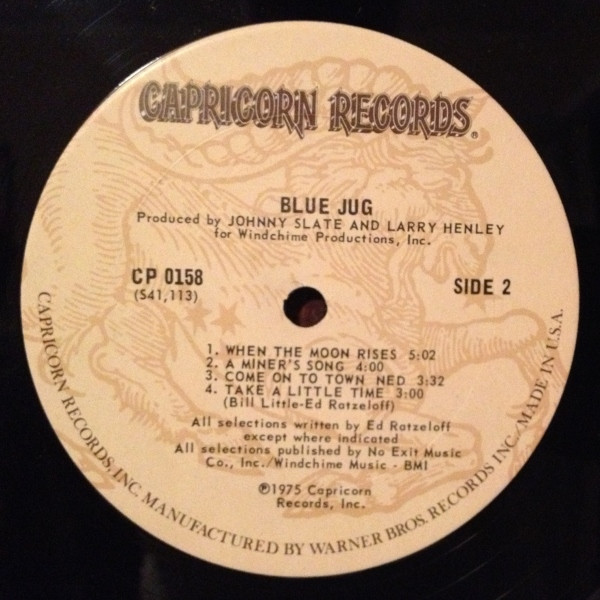 CAPRICORN RECORDS®
BLUE JUG
Produced by JOHNNY SLATE AND LARRY HENLEY
for Windchime Productions, Inc.
CP 0158
(S41,113)
SIDE 2
1. WHEN THE MOON RISES 5:02
2. A MINER'S SONG 4:00
3. COME ON TO TOWN NED 3:32
4. TAKE A LITTLE TIME 3:00
(Bill Little-Ed Ratzeloff)
All selections written by Ed Ratzeloff
except where indicated
All selections published by No Exit Music
Co., Inc./Windchime Music - BMI
℗1975 Capricorn
Records, Inc.
CAPRICORN RECORDS, INC. MANUFACTURED BY WARNER BROS. RECORDS INC./MADE IN U.S.A.